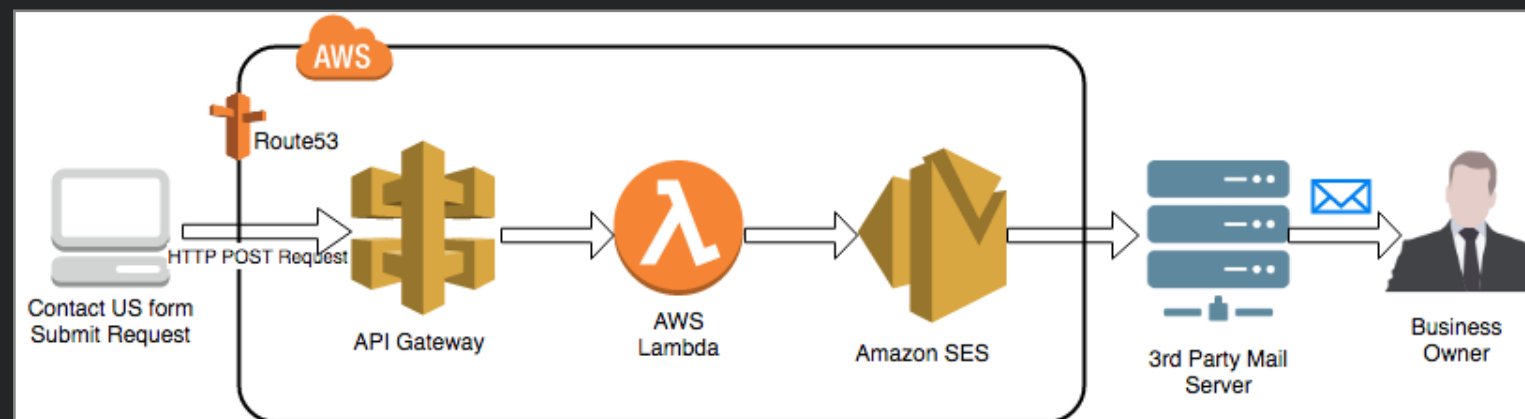 AWS
Route53
HTTP POST Request
Contact US form
Submit Request
API Gateway
λ
AWS
Lambda
Amazon SES
3rd Party Mail
Server
Business
Owner